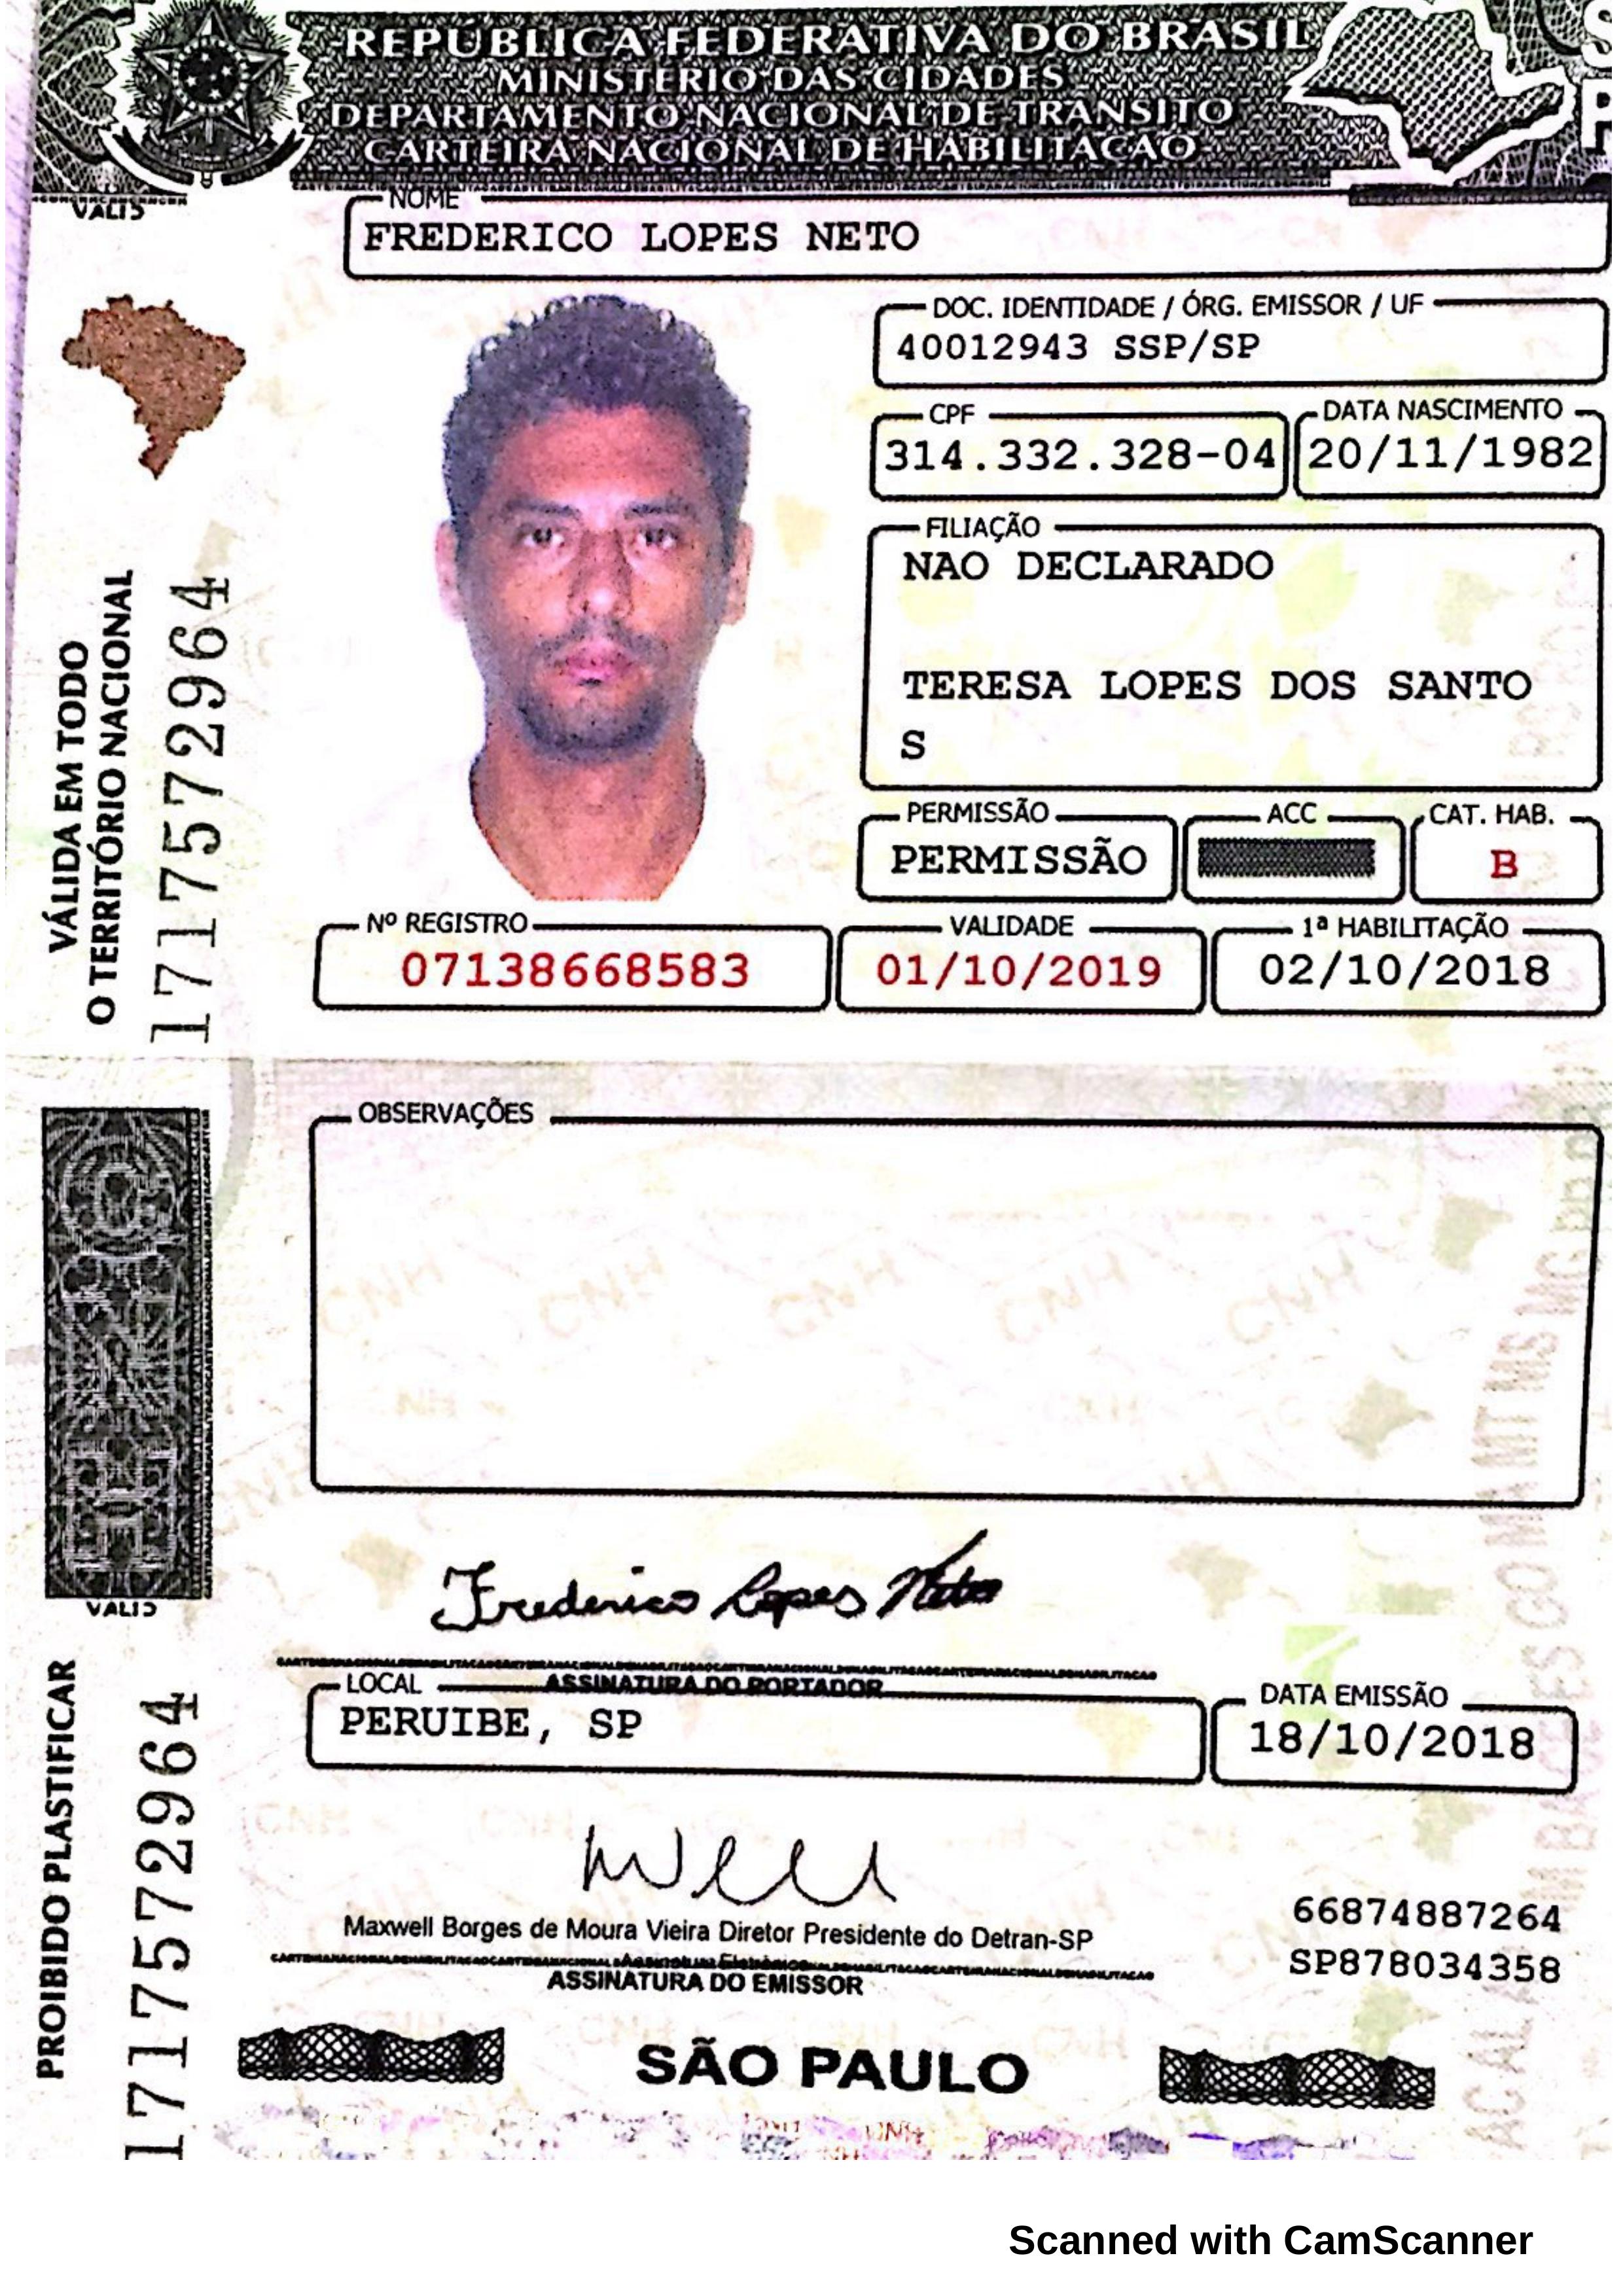 REPÚBLICA FEDERATIVA DO BRASIL
MINISTÉRIO DAS CIDADES
DEPARTAMENTO NACIONAL DE TRÂNSITO
CARTEIRA NACIONAL DE HABILITAÇÃO
NOME
FREDERICO LOPES NETO
DOC. IDENTIDADE / ÓRG. EMISSOR / UF
40012943 SSP/SP
CPF
314.332.328-04
DATA NASCIMENTO
20/11/1982
FILIAÇÃO
NAO DECLARADO
TERESA LOPES DOS SANTO
S
PERMISSÃO
PERMISSÃO
ACC
CAT. HAB.
B
Nº REGISTRO
07138668583
VALIDADE
01/10/2019
1ª HABILITAÇÃO
02/10/2018
VÁLIDA EM TODO
O TERRITÓRIO NACIONAL
1717572964
OBSERVAÇÕES
Frederico Lopes Neto
ASSINATURA DO PORTADOR
LOCAL
PERUIBE, SP
DATA EMISSÃO
18/10/2018
Maxwell Borges de Moura Vieira Diretor Presidente do Detran-SP
Assinatura Eletrônica
ASSINATURA DO EMISSOR
66874887264
SP878034358
PROIBIDO PLASTIFICAR
1717572964
SÃO PAULO
Scanned with CamScanner